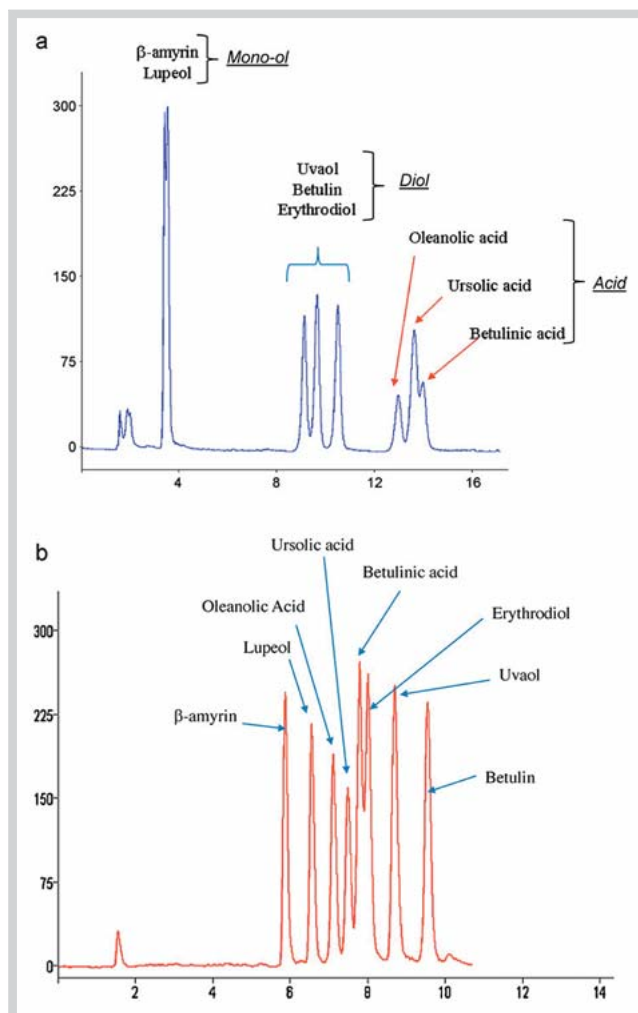 a
β-amyrin
Lupeol
Mono-ol
300
225
150
75
0
4
8
12
16
Uvaol
Betulin
Erythrodiol
Diol
Oleanolic acid
Ursolic acid
Betulinic acid
Acid
b
Ursolic acid
Betulinic acid
Oleanolic Acid
Erythrodiol
Lupeol
Uvaol
β-amyrin
Betulin
300
225
150
75
0
2
4
6
8
10
12
14